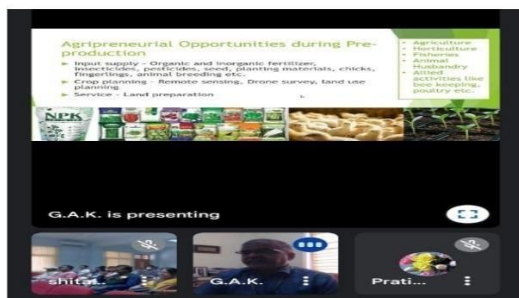 Agripreneurial Opportunities during Pre-
production
Input supply - Organic and inorganic fertilizer,
insecticides, pesticides, seed, planting materials, chicks,
fingerlings, animal breeding etc.
Crop planning - Remote sensing, Drone survey, land use
planning
Service - Land preparation
• Agriculture
• Horticulture
• Fisheries
• Animal
Husbandry
• Allied
activities like
bee keeping,
poultry etc.
NPK
G.A.K. is presenting
shital..
G.A.K.
Prati...